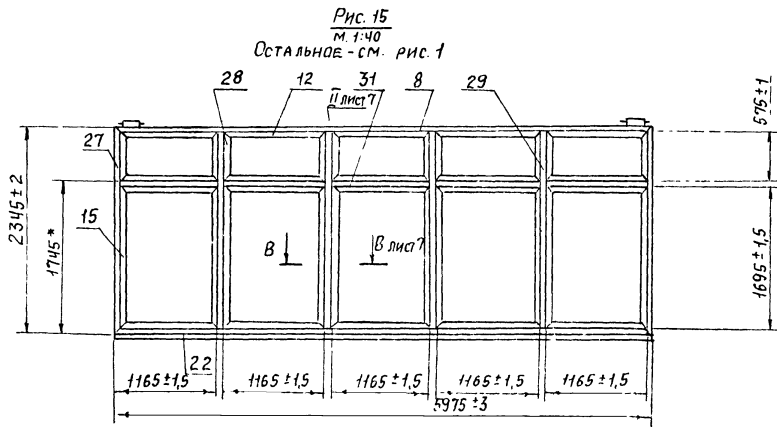 Рис. 15
М. 1:40
Остальное - см. рис. 1
28 12 31 8 29
II лист 7
27
15
22
В В лист 7
2345±2
1745*
575±1
1695±1,5
1165±1,5 1165±1,5 1165±1,5 1165±1,5 1165±1,5
5975±3